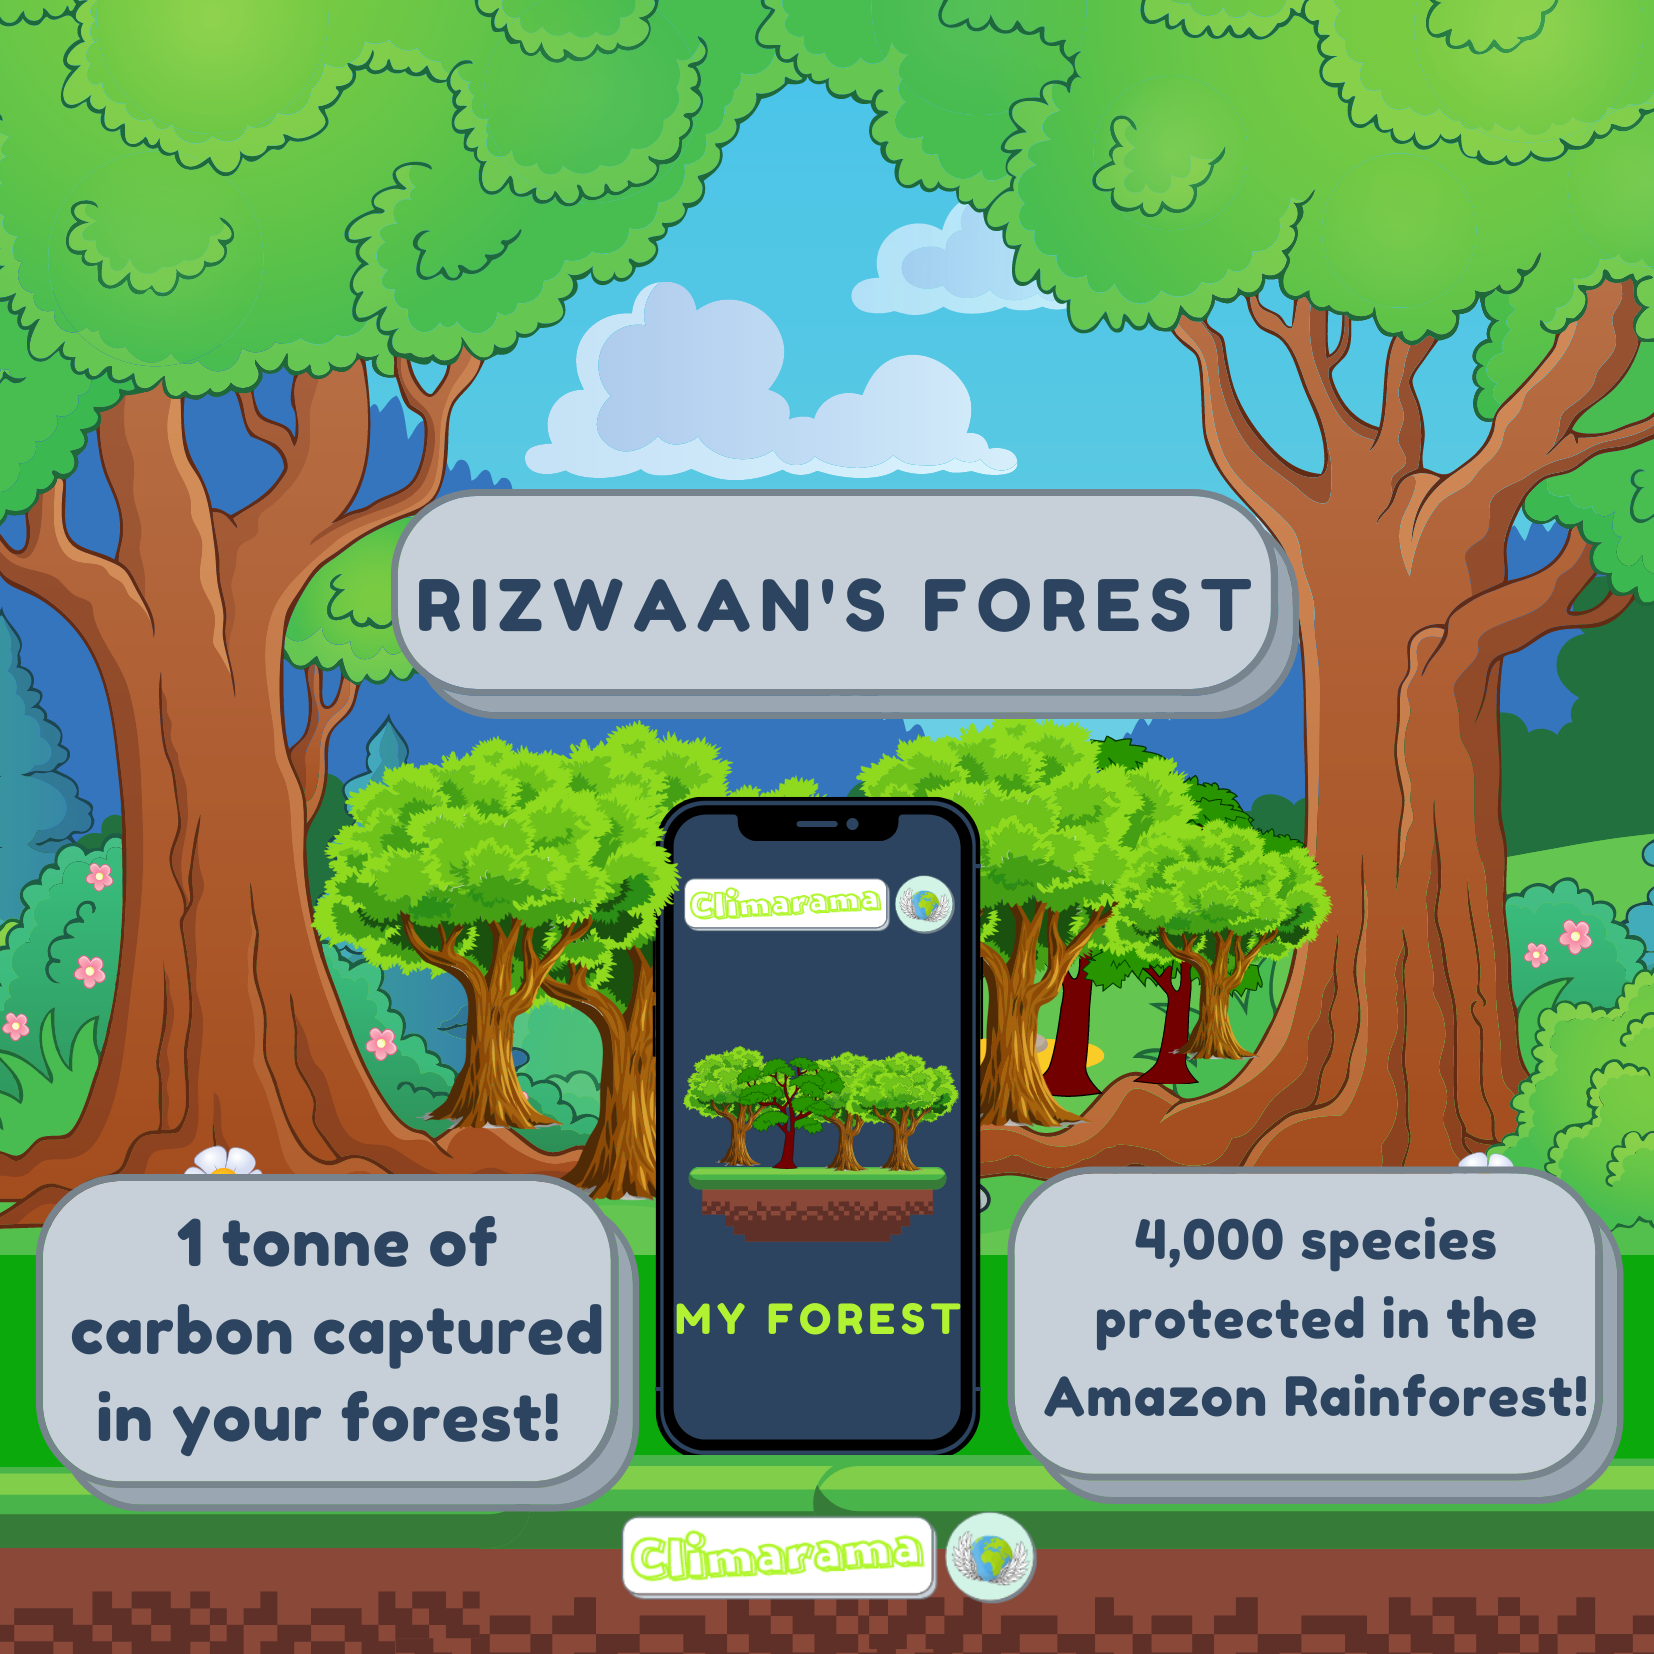 RIZWAAN'S FOREST
Climarama
MY FOREST
1 tonne of
carbon captured
in your forest!
4,000 species
protected in the
Amazon Rainforest!
Climarama